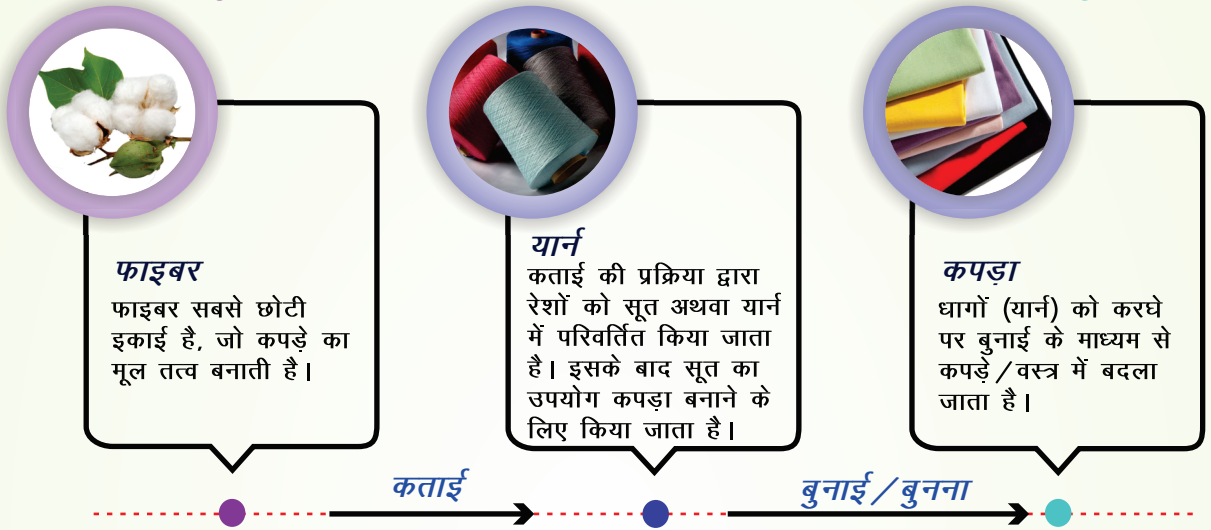 फाइबर
फाइबर सबसे छोटी
इकाई है, जो कपड़े का
मूल तत्व बनाती है।
यार्न
कताई की प्रक्रिया द्वारा
रेशों को सूत अथवा यार्न
में परिवर्तित किया जाता
है। इसके बाद सूत का
उपयोग कपड़ा बनाने के
लिए किया जाता है।
कपड़ा
धागों (यार्न) को करघे
पर बुनाई के माध्यम से
कपड़े/वस्त्र में बदला
जाता है।
कताई
बुनाई/बुनना